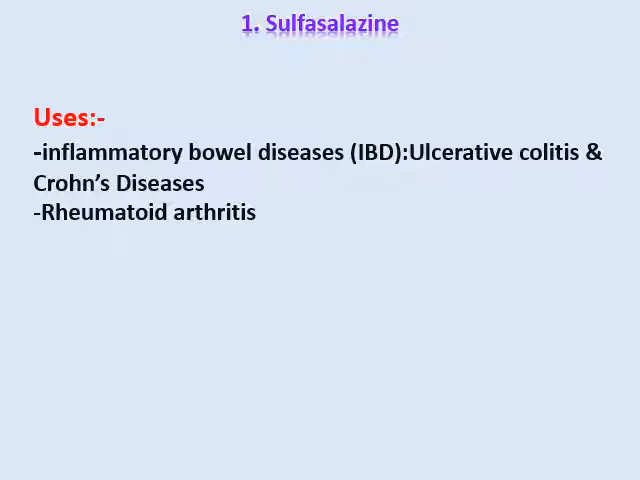 1. Sulfasalazine
Uses:-
-inflammatory bowel diseases (IBD):Ulcerative colitis &
Crohn’s Diseases
-Rheumatoid arthritis